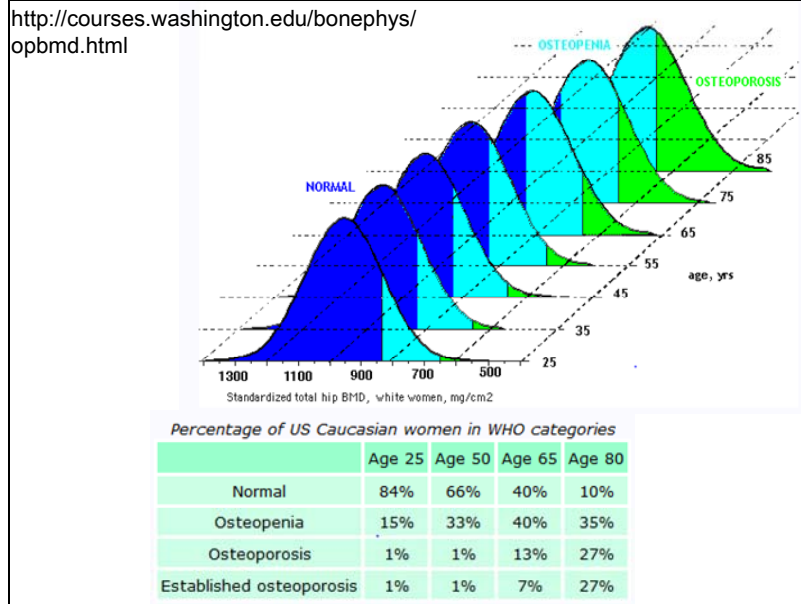 http://courses.washington.edu/bonephys/
opbmd.html
OSTEOPENIA
OSTEOPOROSIS
NORMAL
85
75
65
55
45
35
25
age, yrs
1300 1100 900 700 500
Standardized total hip BMD, white women, mg/cm2
Percentage of US Caucasian women in WHO categories
Age 25 Age 50 Age 65 Age 80
Normal 84% 66% 40% 10%
Osteopenia 15% 33% 40% 35%
Osteoporosis 1% 1% 13% 27%
Established osteoporosis 1% 1% 7% 27%